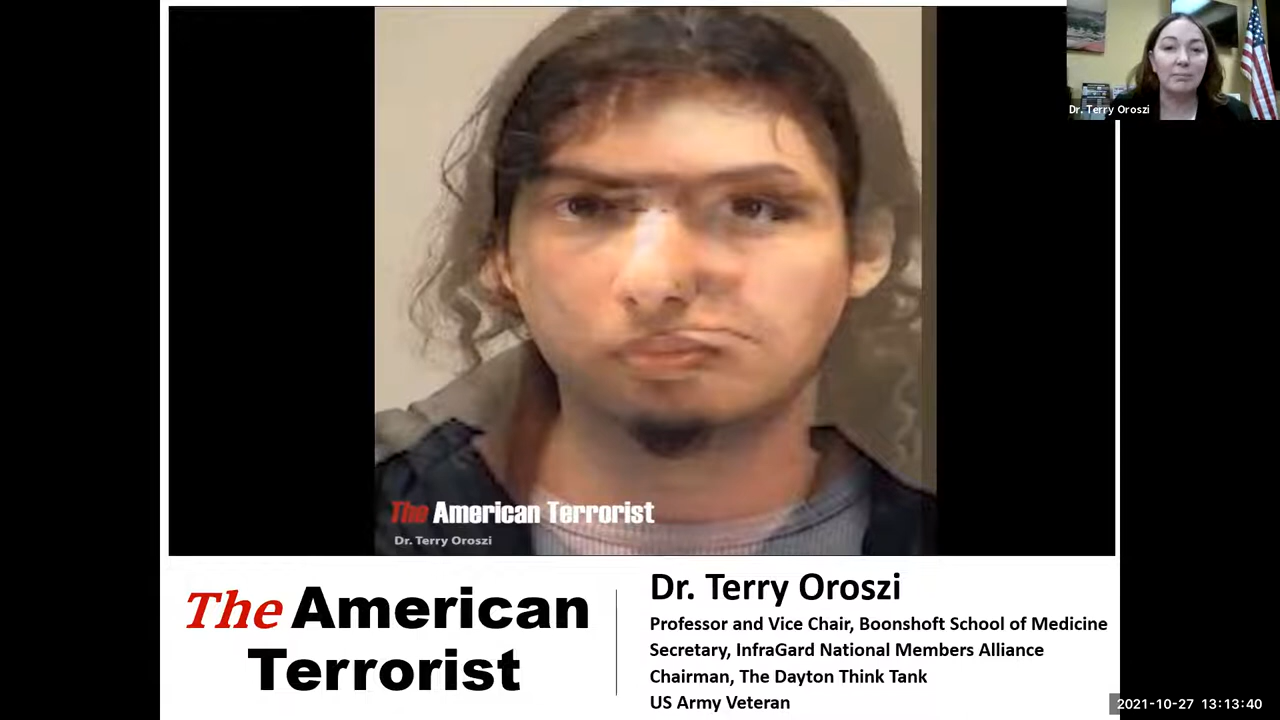 Dr. Terry Oroszi
The American Terrorist
Dr. Terry Oroszi
The American
Terrorist
Dr. Terry Oroszi
Professor and Vice Chair, Boonshoft School of Medicine
Secretary, InfraGard National Members Alliance
Chairman, The Dayton Think Tank
US Army Veteran
2021-10-27 13:13:40